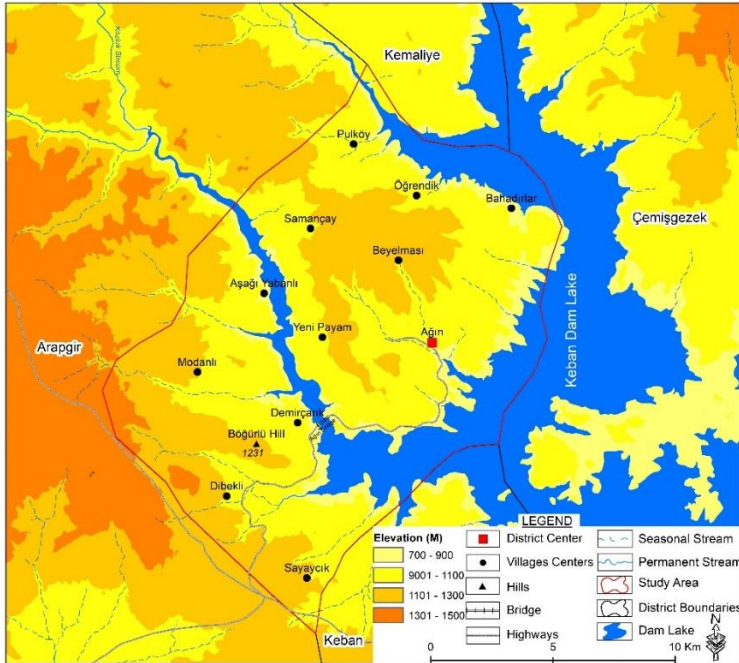 Kemaliye
Pulköy
Öğrendik
Bahadırlar
Çemişgezek
Samançay
Beyelması
Aşağı Yabanlı
Arapgir
Yeni Payam
Ağın
Keban Dam Lake
Modanlı
Demirçarık
Böğürlü Hill
1231
Dibekli
Sayaycık
Keban
LEGEND
Elevation (M)
700 - 900
9001 - 1100
1101 - 1300
1301 - 1500
District Center
Villages Centers
Hills
Bridge
Highways
Seasonal Stream
Permanent Stream
Study Area
District Boundaries
Dam Lake
N
0 5 10 Km